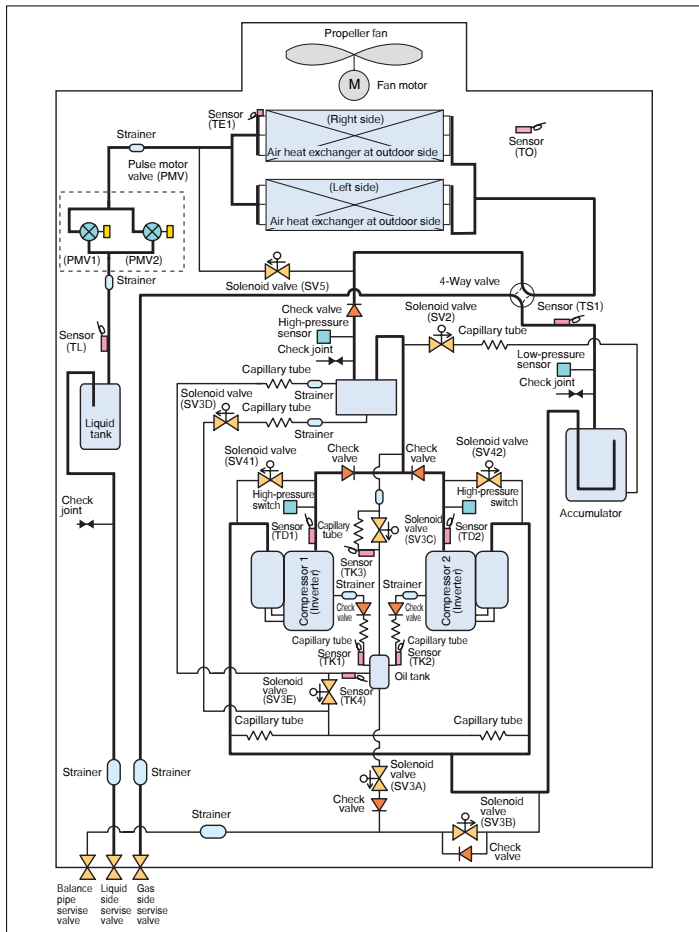 Propeller fan
M
Fan motor
Sensor
(TE1)
(Right side)
Air heat exchanger at outdoor side
Sensor
(TO)
Strainer
Pulse motor
valve (PMV)
(Left side)
Air heat exchanger at outdoor side
(PMV1)
(PMV2)
Strainer
Solenoid valve (SV5)
4-Way valve
Sensor (TS1)
Solenoid valve
(SV2)
Capillary tube
Check valve
High-pressure
sensor
Check joint
Sensor
(TL)
Low-pressure
sensor
Check joint
Capillary tube
Strainer
Solenoid valve
(SV3D)
Capillary tube
Strainer
Liquid
tank
Solenoid valve
(SV41)
Check
valve
Check
valve
Solenoid valve
(SV42)
High-pressure
switch
High-pressure
switch
Accumulator
Check
joint
Sensor
(TD1)
Capillary
tube
Solenoid
valve
(SV3C)
Sensor
(TD2)
Sensor
(TK3)
Compressor 1
(Inverter)
Compressor 2
(Inverter)
Strainer
Strainer
Check
valve
Check
valve
Capillary tube
Capillary tube
Sensor
(TK1)
Sensor
(TK2)
Oil tank
Solenoid
valve
(SV3E)
Sensor
(TK4)
Capillary tube
Capillary tube
Strainer
Strainer
Solenoid
valve
(SV3A)
Check
valve
Strainer
Solenoid
valve
(SV3B)
Check
valve
Balance
pipe
servise
valve
Liquid
side
servise
valve
Gas
side
servise
valve